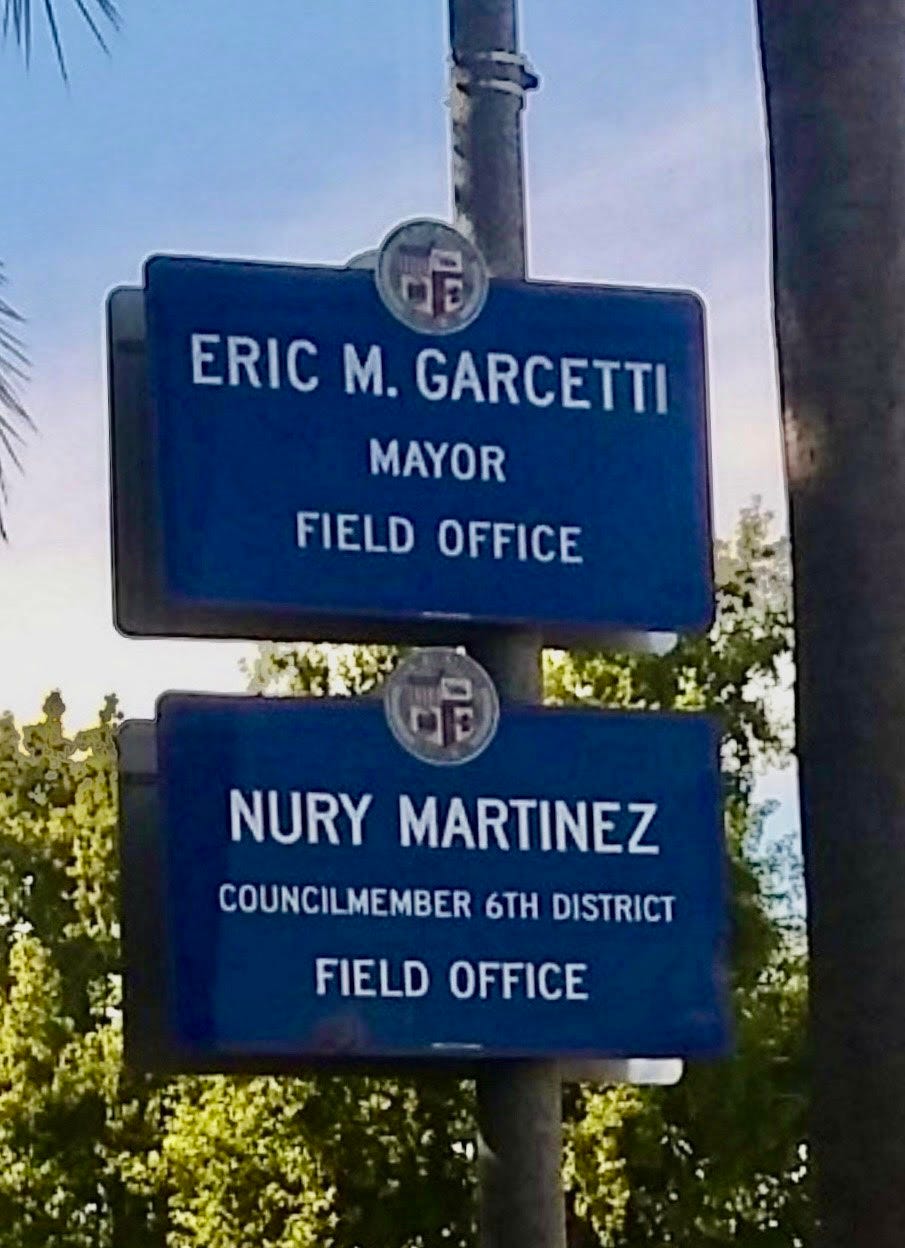 ERIC M. GARCETTI
MAYOR
FIELD OFFICE
NURY MARTINEZ
COUNCILMEMBER 6TH DISTRICT
FIELD OFFICE